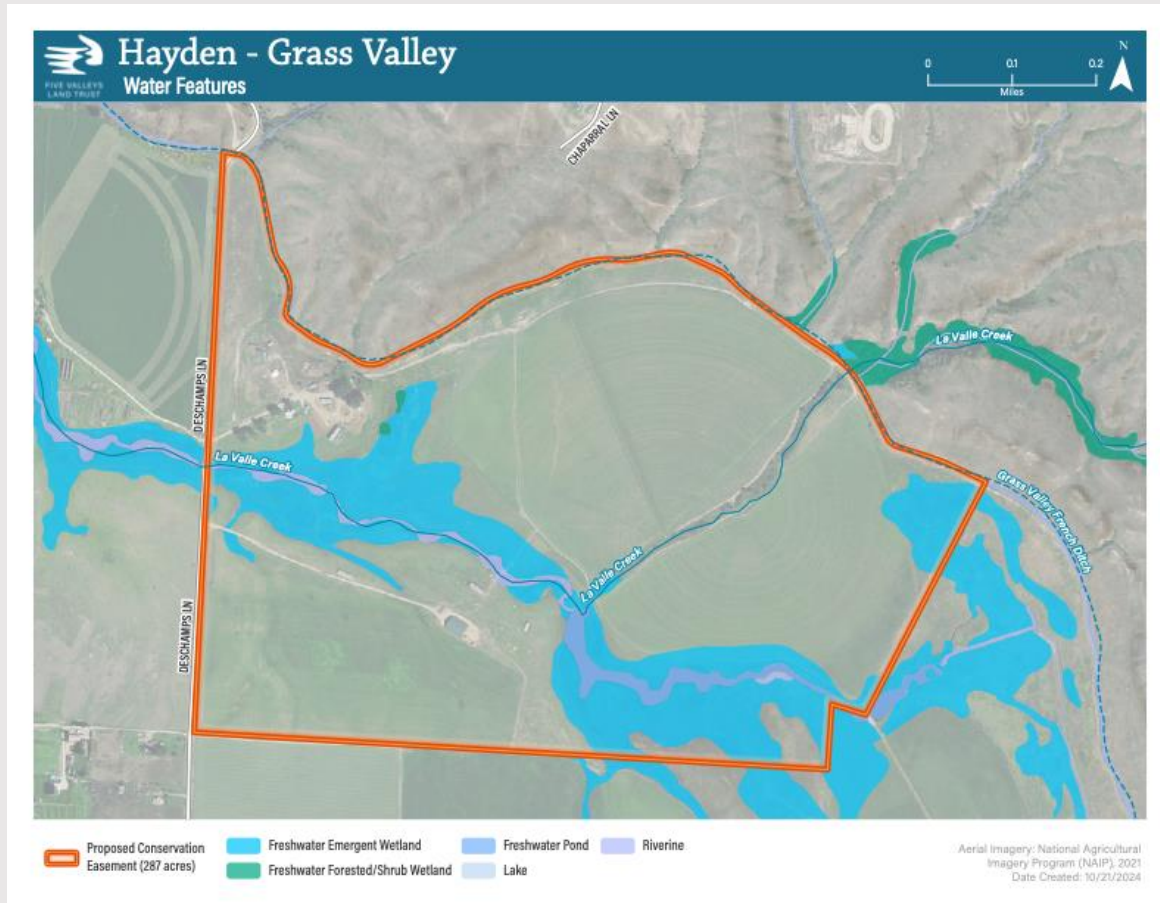 Hayden - Grass Valley
Water Features
FIVE VALLEYS
LAND TRUST
0 0.1 0.2
Miles
N
CHAPARRAL LN
DESCHAMPS LN
La Valle Creek
La Valle Creek
La Valle Creek
Grass Valley French Ditch
DESCHAMPS LN
Proposed Conservation
Easement (287 acres)
Freshwater Emergent Wetland
Freshwater Forested/Shrub Wetland
Freshwater Pond
Lake
Riverine
Aerial Imagery: National Agricultural
Imagery Program (NAIP), 2021
Date Created: 10/21/2024